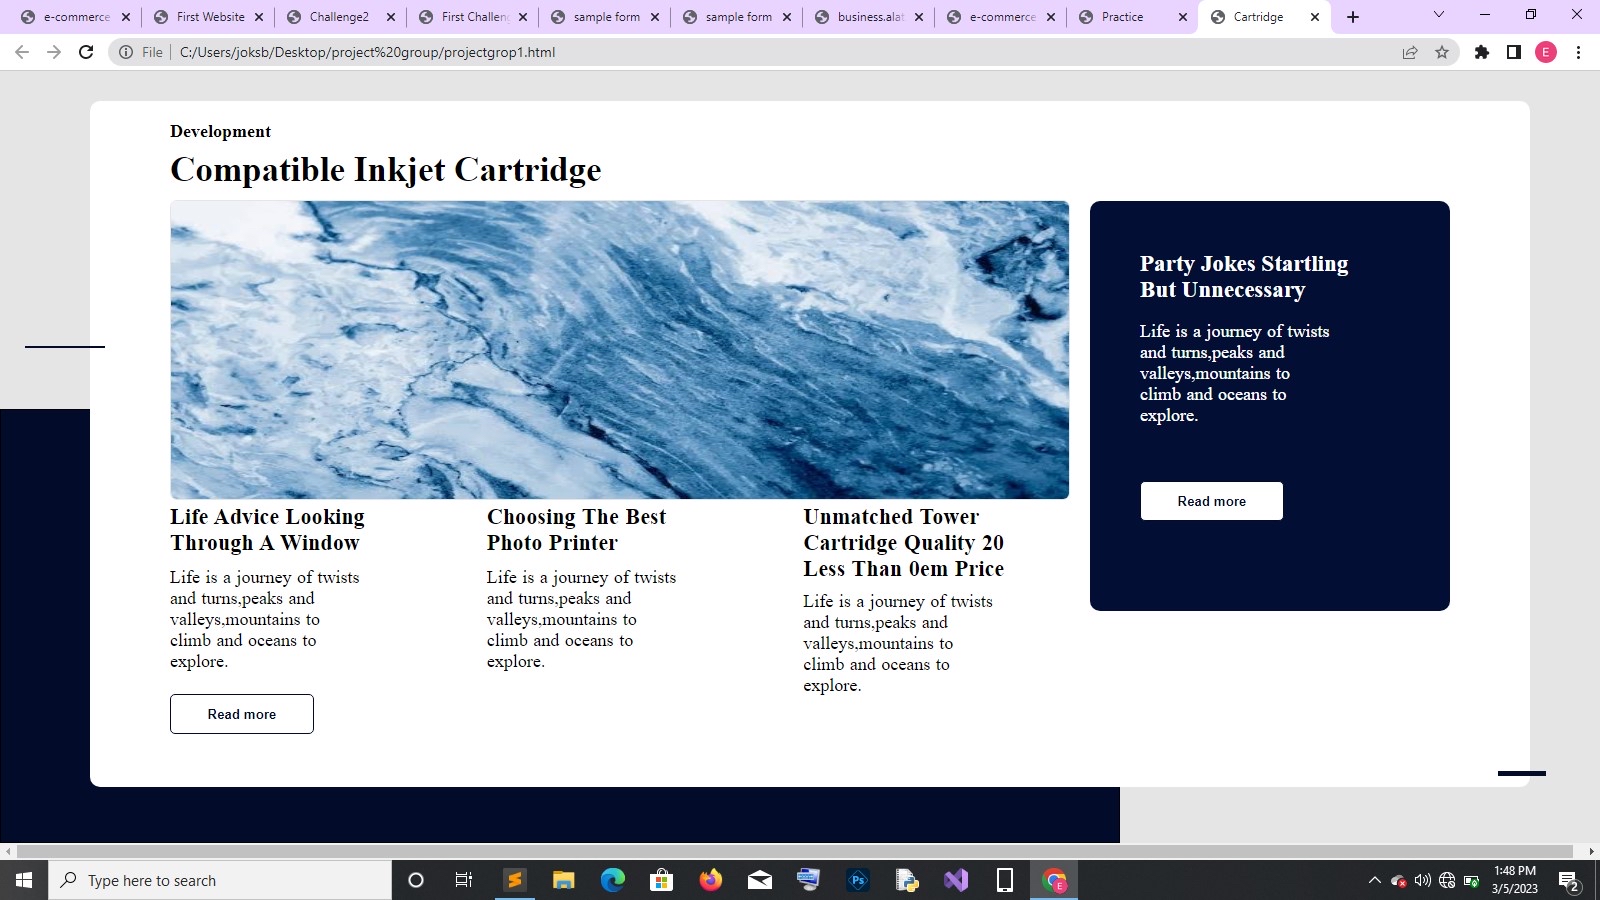 e-commerce
First Website
Challenge2
First Challeng
sample form
sample form
business.alat
e-commerce
Practice
Cartridge
File
C:/Users/joksb/Desktop/project%20group/projectgrop1.html
E
Development
Compatible Inkjet Cartridge
Party Jokes Startling
But Unnecessary
Life is a journey of twists
and turns,peaks and
valleys,mountains to
climb and oceans to
explore.
Read more
Life Advice Looking
Through A Window
Life is a journey of twists
and turns,peaks and
valleys,mountains to
climb and oceans to
explore.
Read more
Choosing The Best
Photo Printer
Life is a journey of twists
and turns,peaks and
valleys,mountains to
climb and oceans to
explore.
Unmatched Tower
Cartridge Quality 20
Less Than 0em Price
Life is a journey of twists
and turns,peaks and
valleys,mountains to
climb and oceans to
explore.
Type here to search
Ps
E
1:48 PM
3/5/2023
2